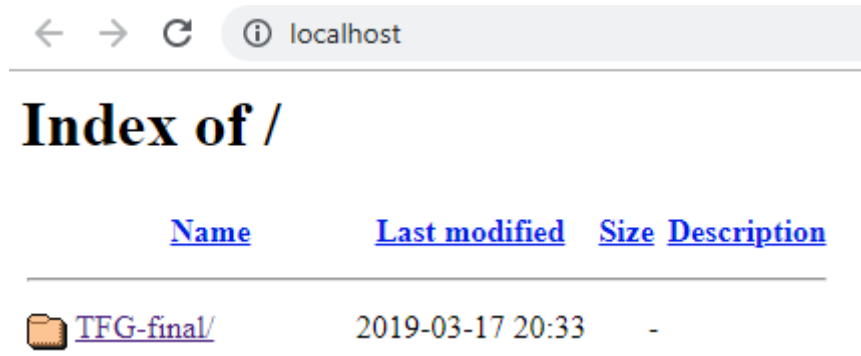 localhost
Index of /
Name Last modified Size Description
TFG-final/ 2019-03-17 20:33 -